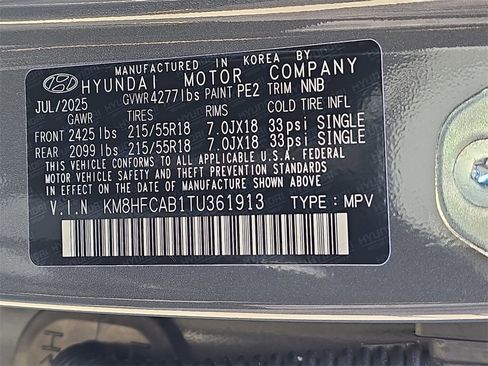 MANUFACTURED IN KOREA BY
HYUNDAI MOTOR COMPANY
JUL/2025 GVWR 4277 lbs PAINT PE2 TRIM NNB
GAWR TIRES RIMS COLD TIRE INFL
FRONT 2425 lbs 215/55R18 7.0JX18 33psi SINGLE
REAR 2099 lbs 215/55R18 7.0JX18 33psi SINGLE
THIS VEHICLE CONFORMS TO ALL APPLICABLE U.S.A. FEDERAL
MOTOR VEHICLE SAFETY, BUMPER, AND THEFT PREVENTION STANDARDS
IN EFFECT ON THE DATE OF MANUFACTURE SHOWN ABOVE.
V.I.N KM8HFCAB1TU361913 TYPE : MPV